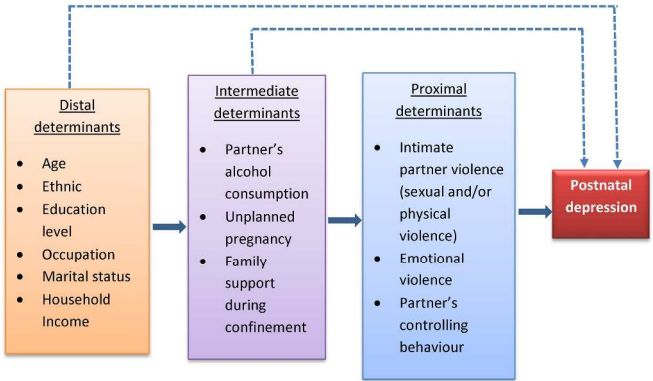 Distal
determinants
• Age
• Ethnic
• Education
level
• Occupation
• Marital status
• Household
Income
Intermediate
determinants
• Partner's
alcohol
consumption
• Unplanned
pregnancy
• Family
support
during
confinement
Proximal
determinants
• Intimate
partner violence
(sexual and/or
physical
violence)
• Emotional
violence
• Partner's
controlling
behaviour
Postnatal
depression